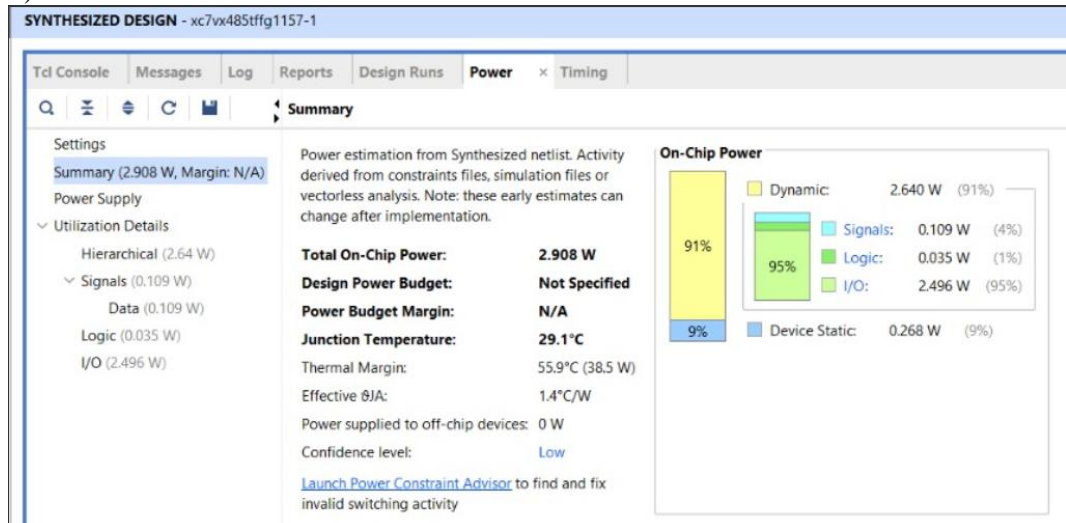 SYNTHESIZED DESIGN - xc7vx485tffg1157-1
Tcl Console Messages Log Reports Design Runs Power × Timing
Summary
Settings
Summary (2.908 W, Margin: N/A)
Power Supply
Utilization Details
Hierarchical (2.64 W)
Signals (0.109 W)
Data (0.109 W)
Logic (0.035 W)
I/O (2.496 W)
Power estimation from Synthesized netlist. Activity
derived from constraints files, simulation files or
vectorless analysis. Note: these early estimates can
change after implementation.
Total On-Chip Power: 2.908 W
Design Power Budget: Not Specified
Power Budget Margin: N/A
Junction Temperature: 29.1°C
Thermal Margin: 55.9°C (38.5 W)
Effective ϑJA: 1.4°C/W
Power supplied to off-chip devices: 0 W
Confidence level: Low
Launch Power Constraint Advisor to find and fix
invalid switching activity
On-Chip Power
91%
9%
Dynamic: 2.640 W (91%)
95%
Signals: 0.109 W (4%)
Logic: 0.035 W (1%)
I/O: 2.496 W (95%)
Device Static: 0.268 W (9%)